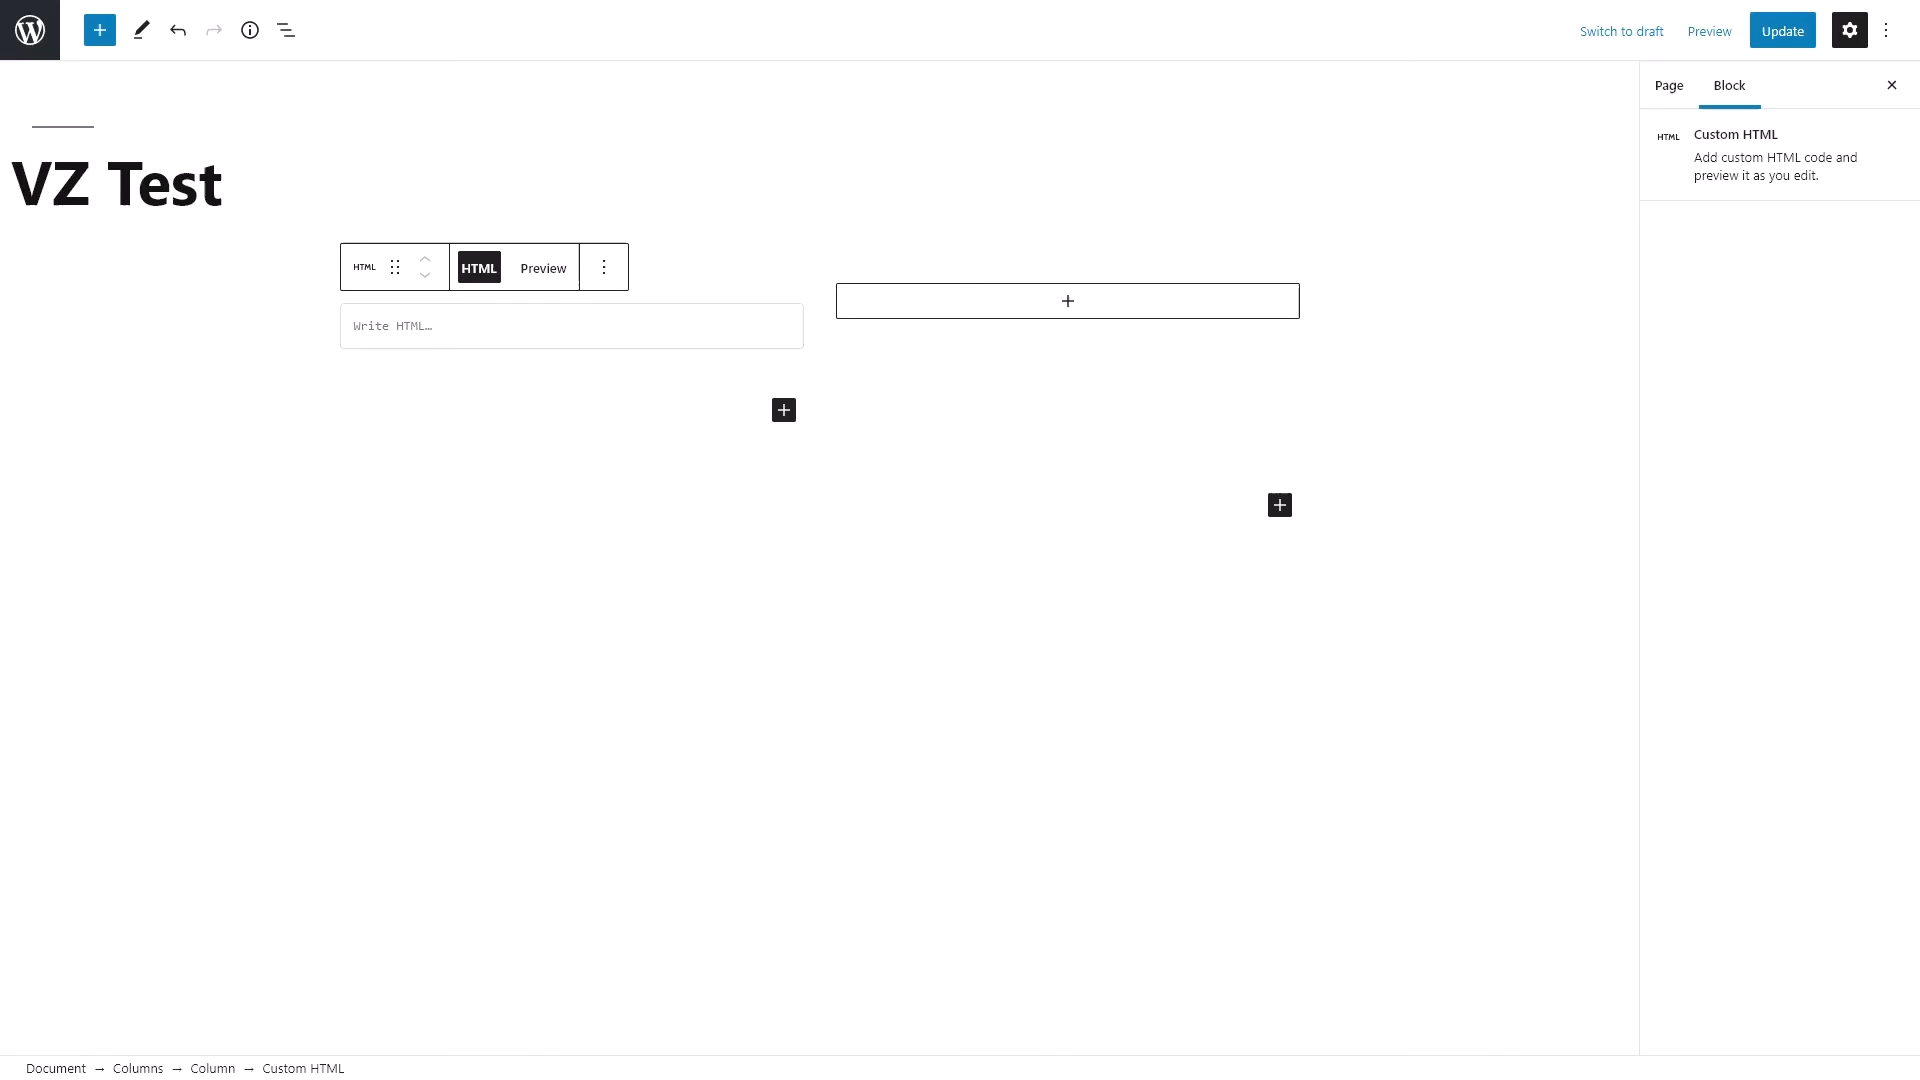 Switch to draft Preview Update
Page Block
HTML Custom HTML
Add custom HTML code and
preview it as you edit.
VZ Test
HTML HTML Preview
Write HTML…
Document → Columns → Column → Custom HTML